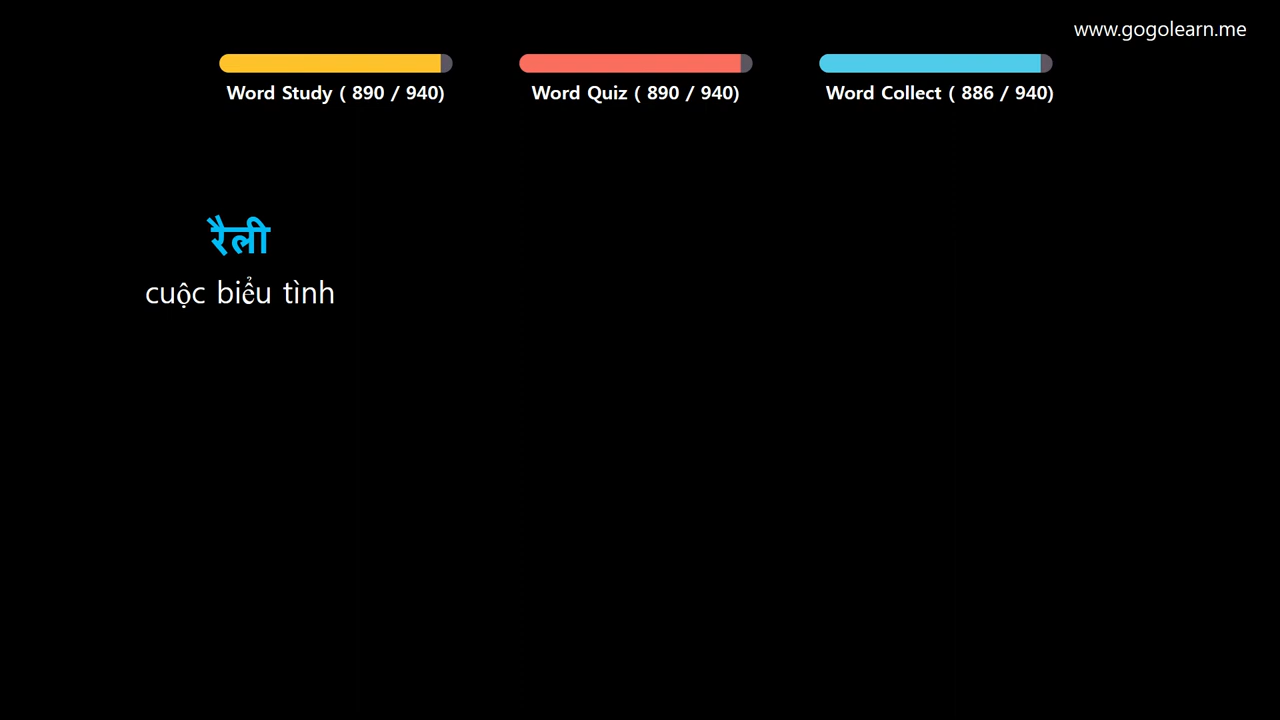 www.gogolearn.me
Word Study ( 890 / 940)
Word Quiz ( 890 / 940)
Word Collect ( 886 / 940)
रैली
cuộc biểu tình